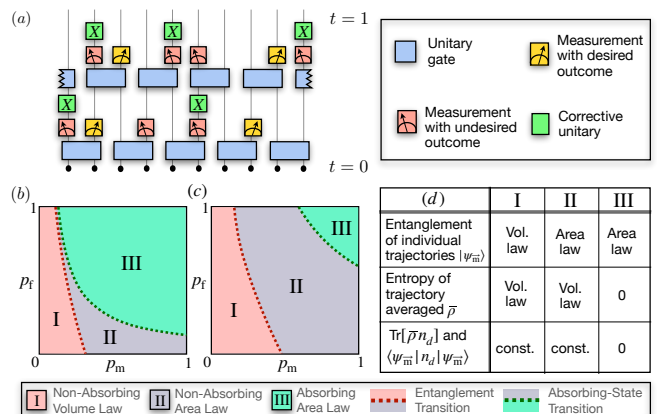 (a)
t = 1
X X X
X X
t = 0
Unitary gate
Measurement with desired outcome
Measurement with undesired outcome
Corrective unitary
(b)
1
p_f
III
I
II
0
p_m
1
(c)
1
p_f
III
II
I
0
p_m
1
(d) I II III
Entanglement of individual trajectories |ψ_m⃗⟩ Vol. law Area law Area law
Entropy of trajectory averaged ρ̅ Vol. law Vol. law 0
Tr[ρ̅n_d] and ⟨ψ_m⃗|n_d|ψ_m⃗⟩ const. const. 0
I Non-Absorbing Volume Law
II Non-Absorbing Area Law
III Absorbing Area Law
Entanglement Transition
Absorbing-State Transition